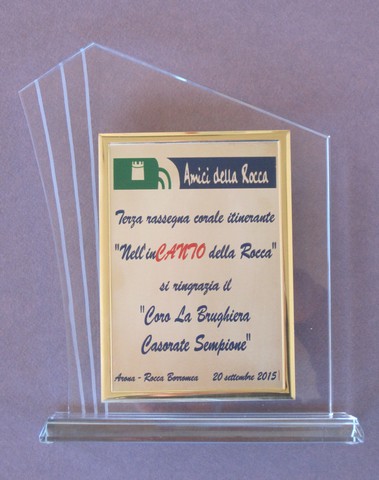 Amici della Rocca
Terza rassegna corale itinerante
"Nell'inCANTO della Rocca"
si ringrazia il
"Coro La Brughiera
Casorate Sempione"
Arona - Rocca Borromea 20 settembre 2015